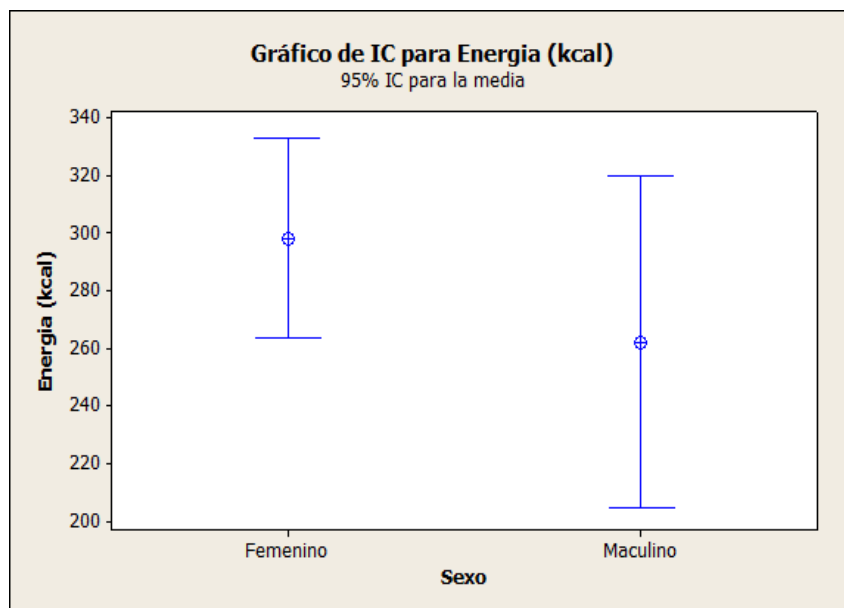 Gráfico de IC para Energia (kcal)
95% IC para la media
Energia (kcal)
340
320
300
280
260
240
220
200
Femenino
Maculino
Sexo